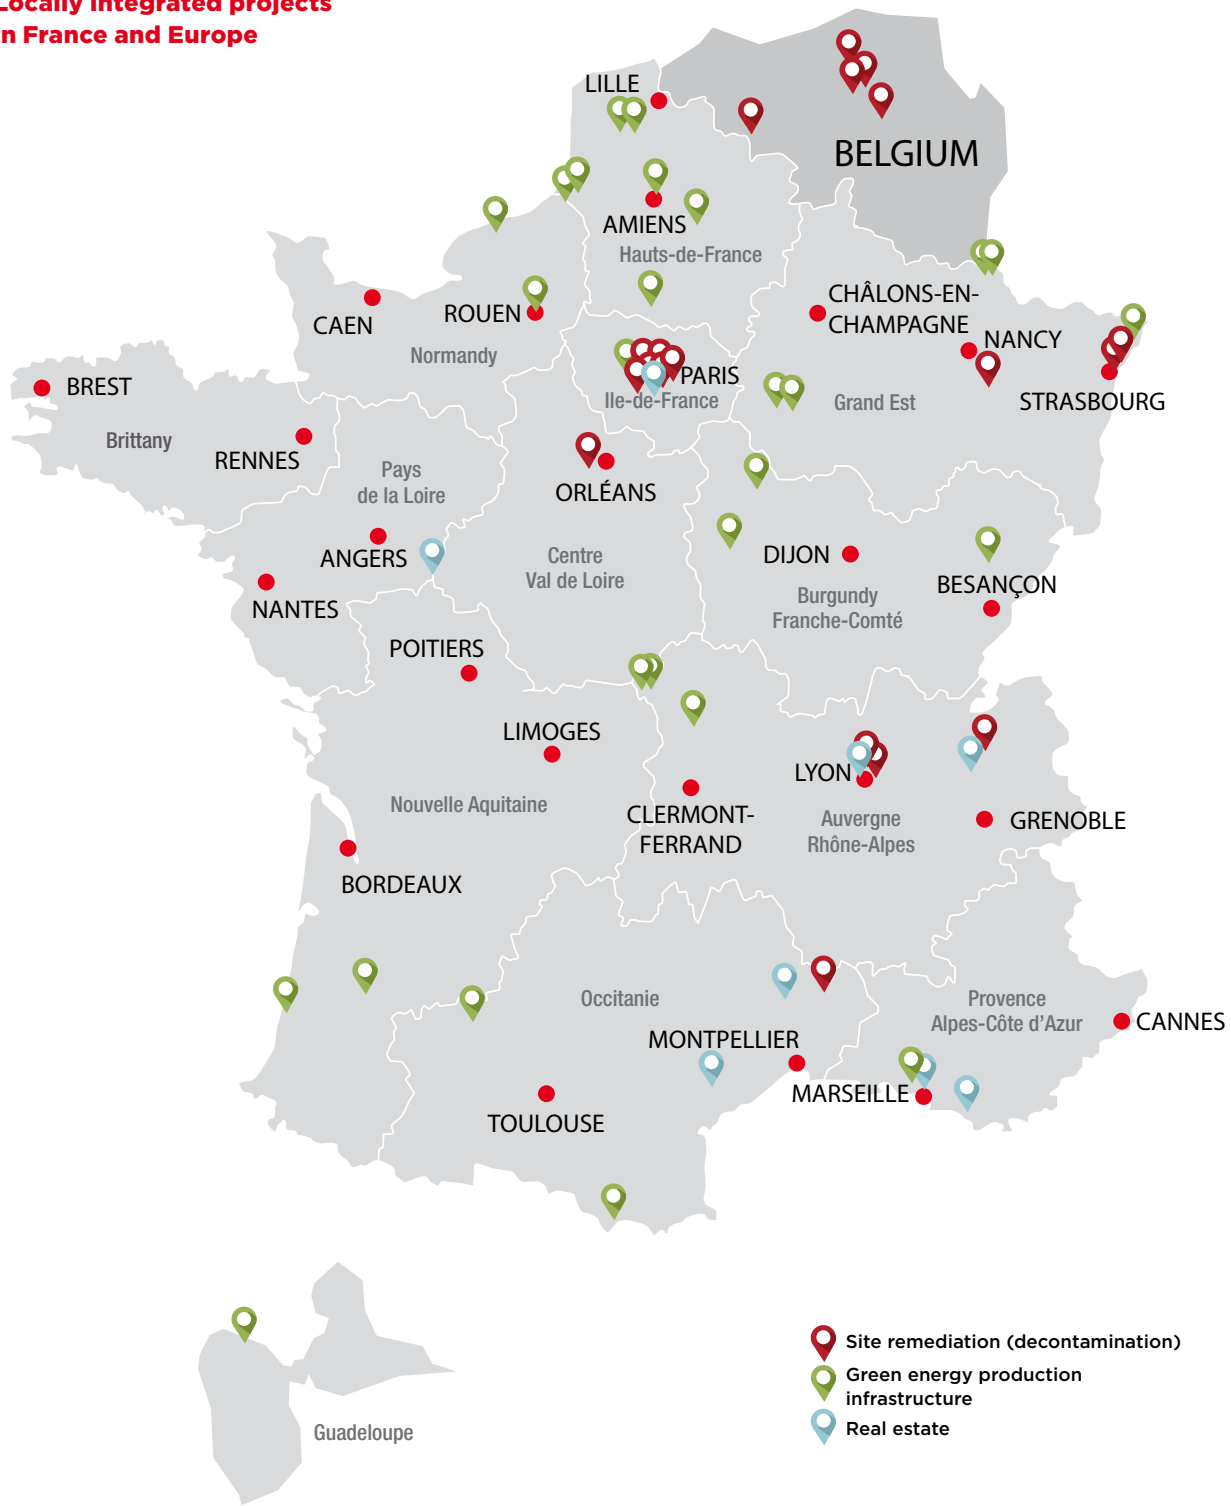 Locally integrated projects
in France and Europe
LILLE
BELGIUM
AMIENS
Hauts-de-France
CHÂLONS-EN-
CHAMPAGNE
ROUEN
CAEN
NANCY
Normandy
PARIS
Ile-de-France
Grand Est
STRASBOURG
BREST
Brittany
RENNES
Pays
de la Loire
ORLÉANS
ANGERS
Centre
Val de Loire
DIJON
BESANÇON
Burgundy
Franche-Comté
NANTES
POITIERS
LIMOGES
LYON
Nouvelle Aquitaine
CLERMONT-
FERRAND
Auvergne
Rhône-Alpes
GRENOBLE
BORDEAUX
Occitanie
Provence
Alpes-Côte d'Azur
CANNES
MONTPELLIER
MARSEILLE
TOULOUSE
Guadeloupe
Site remediation (decontamination)
Green energy production
infrastructure
Real estate